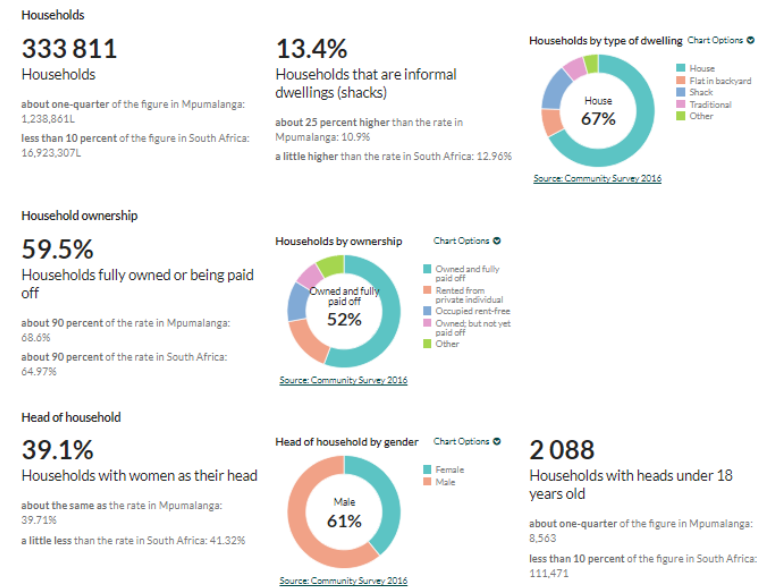 Households
333 811
Households
about one-quarter of the figure in Mpumalanga:
1,238,861L
less than 10 percent of the figure in South Africa:
16,923,307L
13.4%
Households that are informal
dwellings (shacks)
about 25 percent higher than the rate in
Mpumalanga: 10.9%
a little higher than the rate in South Africa: 12.96%
Households by type of dwelling Chart Options
House
67%
House
Flat in backyard
Shack
Traditional
Other
Source: Community Survey 2016
Household ownership
59.5%
Households fully owned or being paid
off
about 90 percent of the rate in Mpumalanga:
68.6%
about 90 percent of the rate in South Africa:
64.97%
Households by ownership Chart Options
Owned and fully
paid off
52%
Owned and fully
paid off
Rented from
private individual
Occupied rent-free
Owned; but not yet
paid off
Other
Source: Community Survey 2016
Head of household
39.1%
Households with women as their head
about the same as the rate in Mpumalanga:
39.71%
a little less than the rate in South Africa: 41.32%
Head of household by gender Chart Options
Male
61%
Female
Male
Source: Community Survey 2016
2 088
Households with heads under 18
years old
about one-quarter of the figure in Mpumalanga:
8,563
less than 10 percent of the figure in South Africa:
111,471